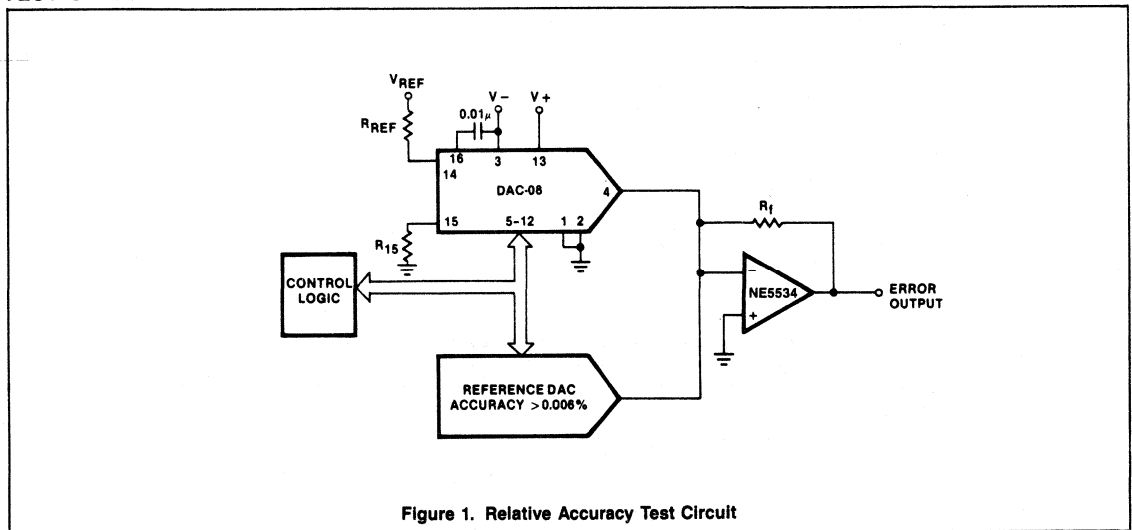 VREF
RREF
0.01μ
V-
V+
16
3
13
14
DAC-08
4
15
5-12
1
2
R15
Rf
CONTROL
LOGIC
NE5534
−
+
ERROR
OUTPUT
REFERENCE DAC
ACCURACY >0.006%
Figure 1. Relative Accuracy Test Circuit